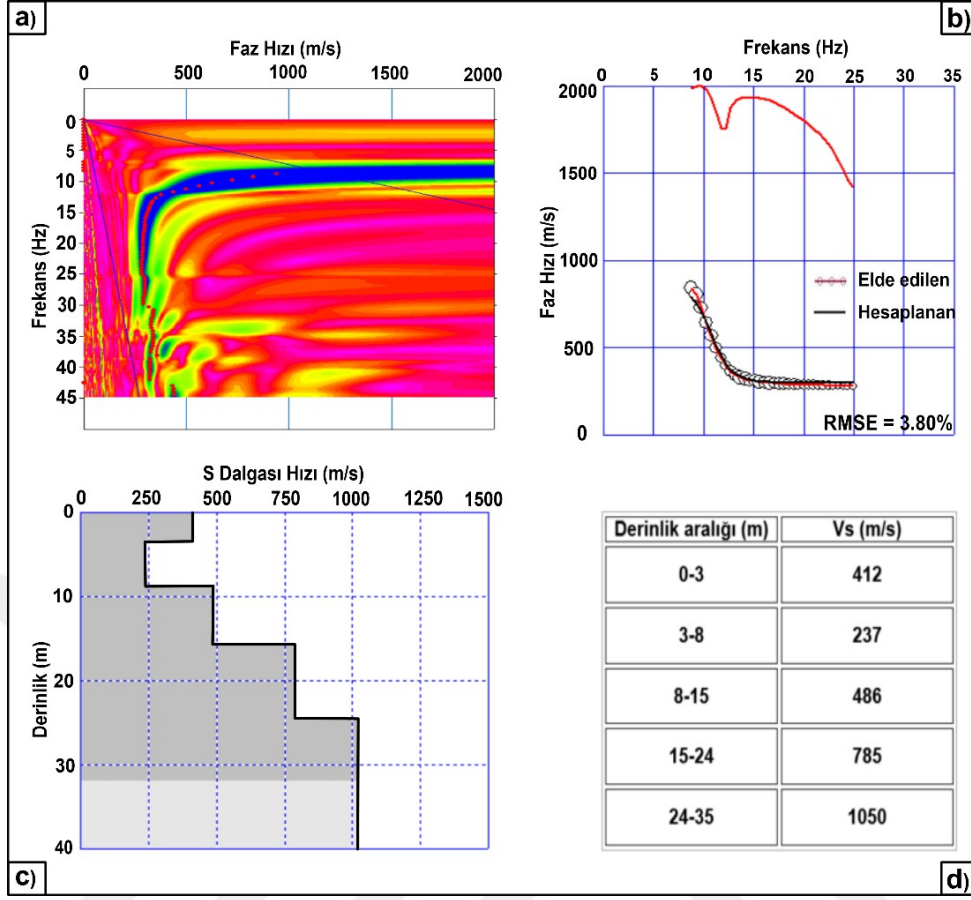 a)
Faz Hızı (m/s)
0 500 1000 1500 2000
Frekans (Hz)
0
5
10
15
20
25
30
35
40
45
b)
Frekans (Hz)
0 5 10 15 20 25 30 35
Faz Hızı (m/s)
2000
1500
1000
500
0
Elde edilen
Hesaplanan
RMSE = 3.80%
S Dalgası Hızı (m/s)
0 250 500 750 1000 1250 1500
Derinlik (m)
0
10
20
30
40
c)
Derinlik aralığı (m) Vs (m/s)
0-3 412
3-8 237
8-15 486
15-24 785
24-35 1050
d)